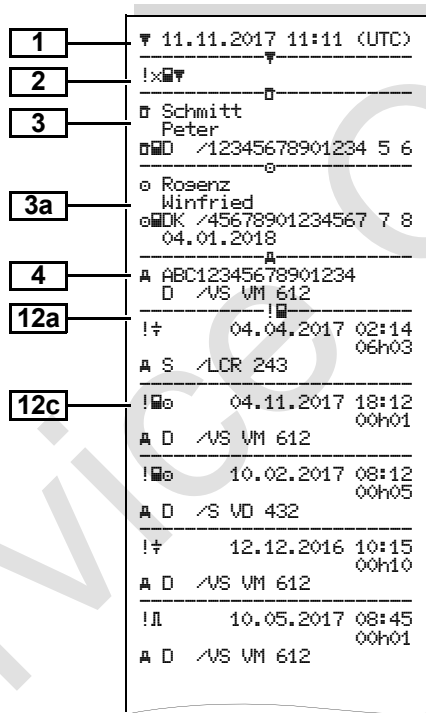 1
▼ 11.11.2017 11:11 (UTC)
2
!x▼
3
Schmitt
Peter
D /12345678901234 5 6
3a
Rogenz
Winfried
DK /45678901234567 7 8
04.01.2018
4
A ABC12345678901234
D /VS VM 612
12a
!÷ 04.04.2017 02:14
06h03
A S /LCR 243
12c
! 04.11.2017 18:12
00h01
A D /VS VM 612
! 10.02.2017 08:12
00h05
A D /S VD 432
!÷ 12.12.2016 10:15
00h10
A D /VS VM 612
! 10.05.2017 08:45
00h01
A D /VS VM 612